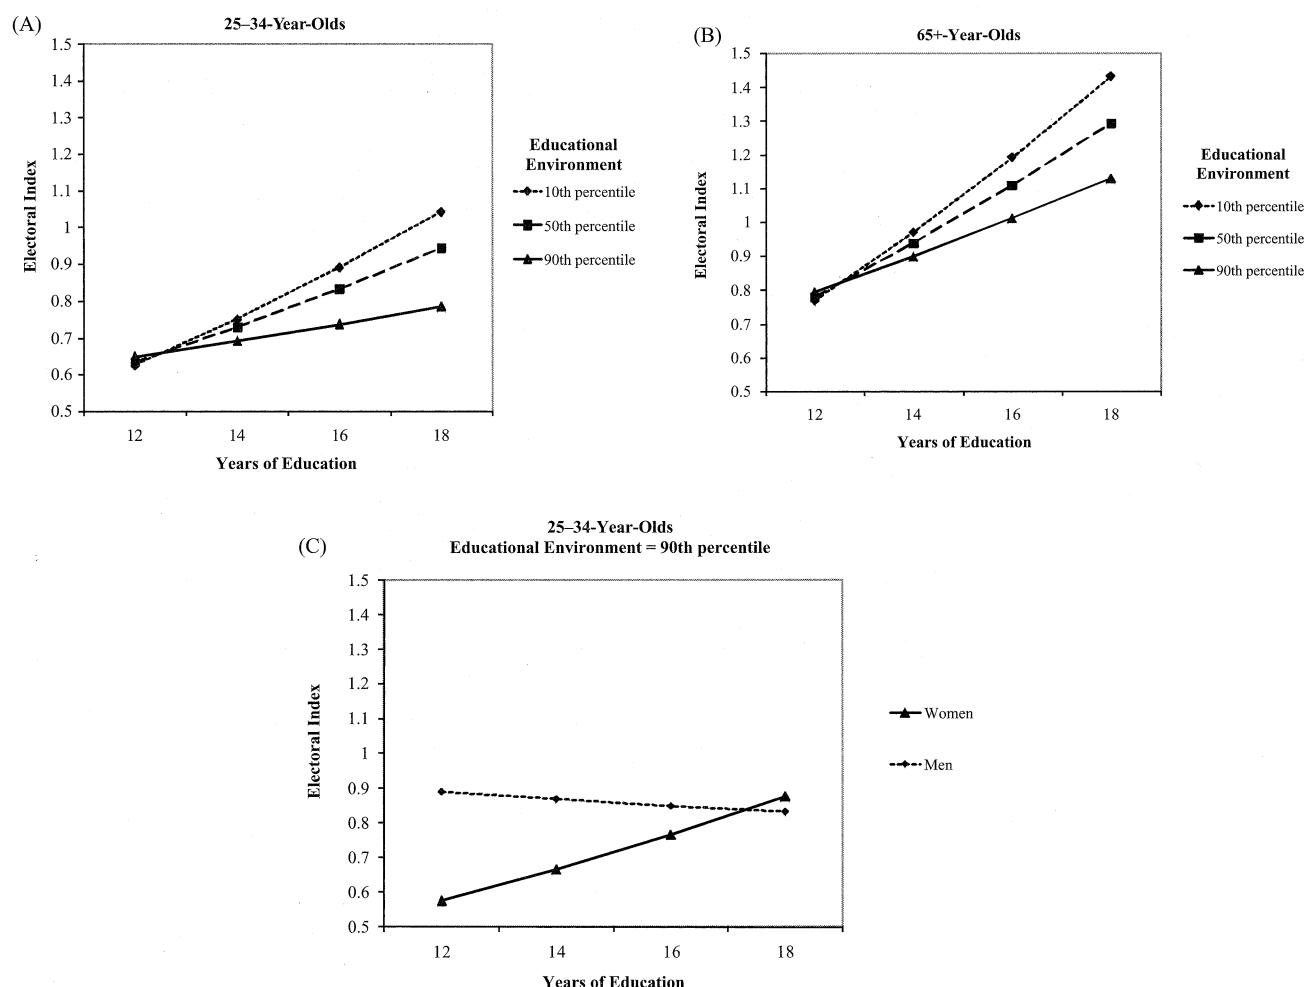 (A)
25–34-Year-Olds
1.5
1.4
1.3
1.2
1.1
1
0.9
0.8
0.7
0.6
0.5
Electoral Index
12 14 16 18
Years of Education
Educational
Environment
10th percentile
50th percentile
90th percentile
(B)
65+-Year-Olds
1.5
1.4
1.3
1.2
1.1
1
0.9
0.8
0.7
0.6
0.5
Electoral Index
12 14 16 18
Years of Education
Educational
Environment
10th percentile
50th percentile
90th percentile
(C)
25–34-Year-Olds
Educational Environment = 90th percentile
1.5
1.4
1.3
1.2
1.1
1
0.9
0.8
0.7
0.6
0.5
Electoral Index
12 14 16 18
Years of Education
Women
Men